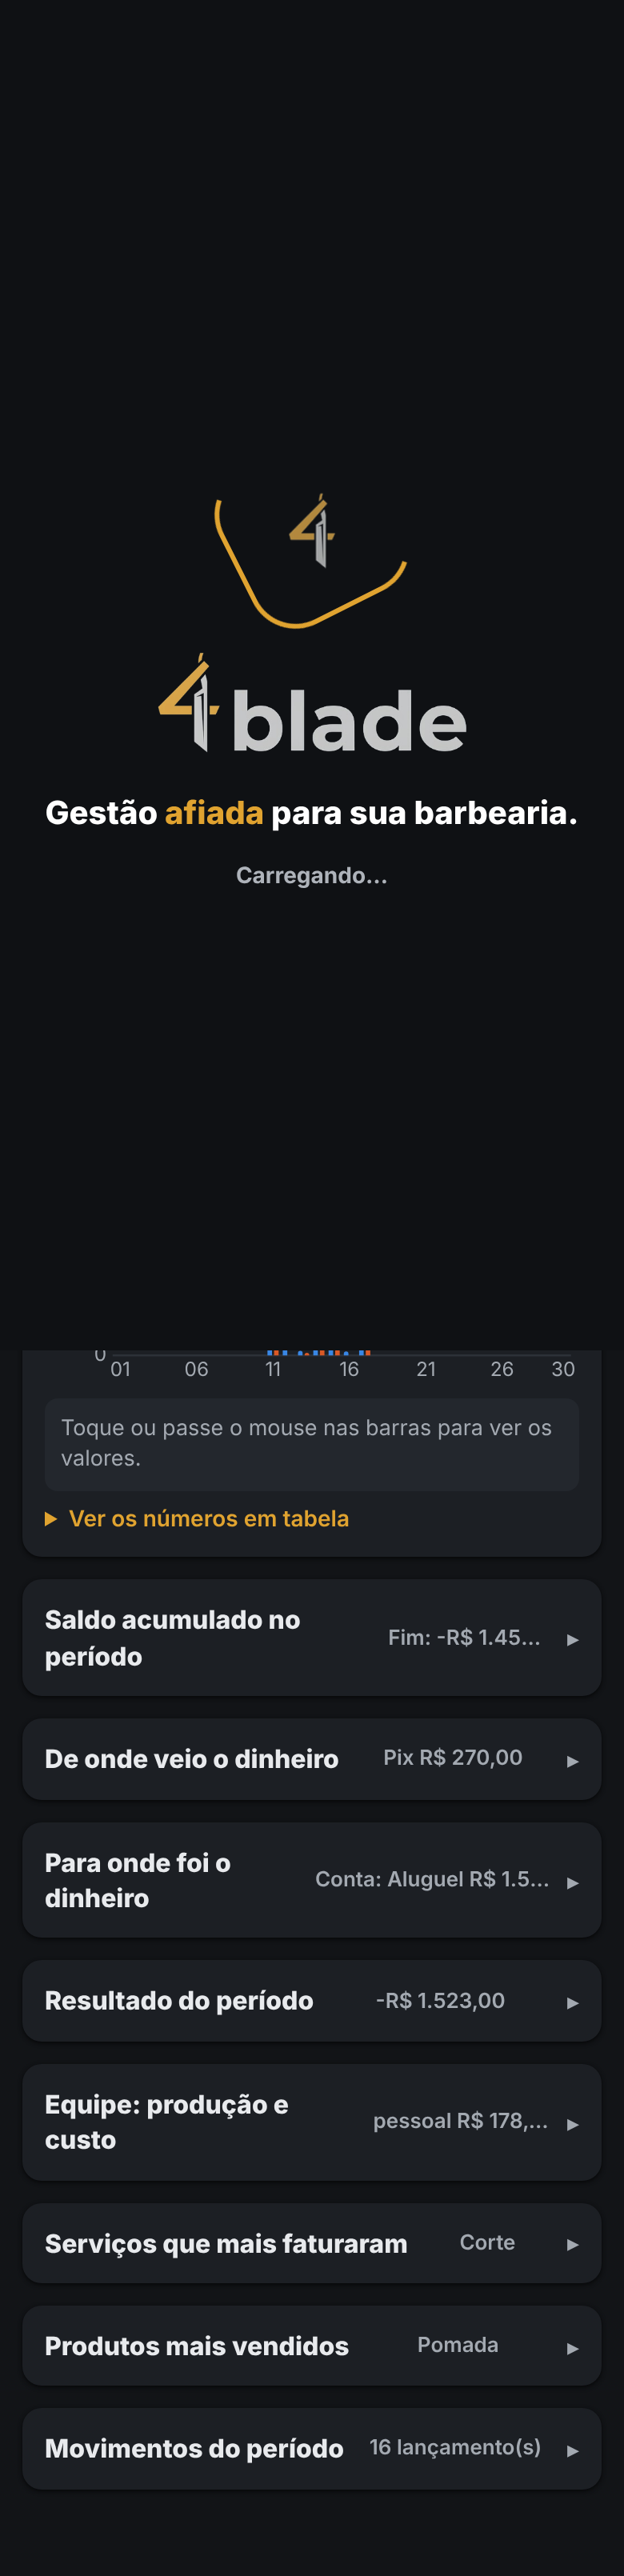 4
4blade
Gestão afiada para sua barbearia.
Carregando...
0
01 06 11 16 21 26 30
Toque ou passe o mouse nas barras para ver os
valores.
▶ Ver os números em tabela
Saldo acumulado no
período
Fim: -R$ 1.45... ▶
De onde veio o dinheiro Pix R$ 270,00 ▶
Para onde foi o
dinheiro
Conta: Aluguel R$ 1.5... ▶
Resultado do período -R$ 1.523,00 ▶
Equipe: produção e
custo
pessoal R$ 178,... ▶
Serviços que mais faturaram Corte ▶
Produtos mais vendidos Pomada ▶
Movimentos do período 16 lançamento(s) ▶